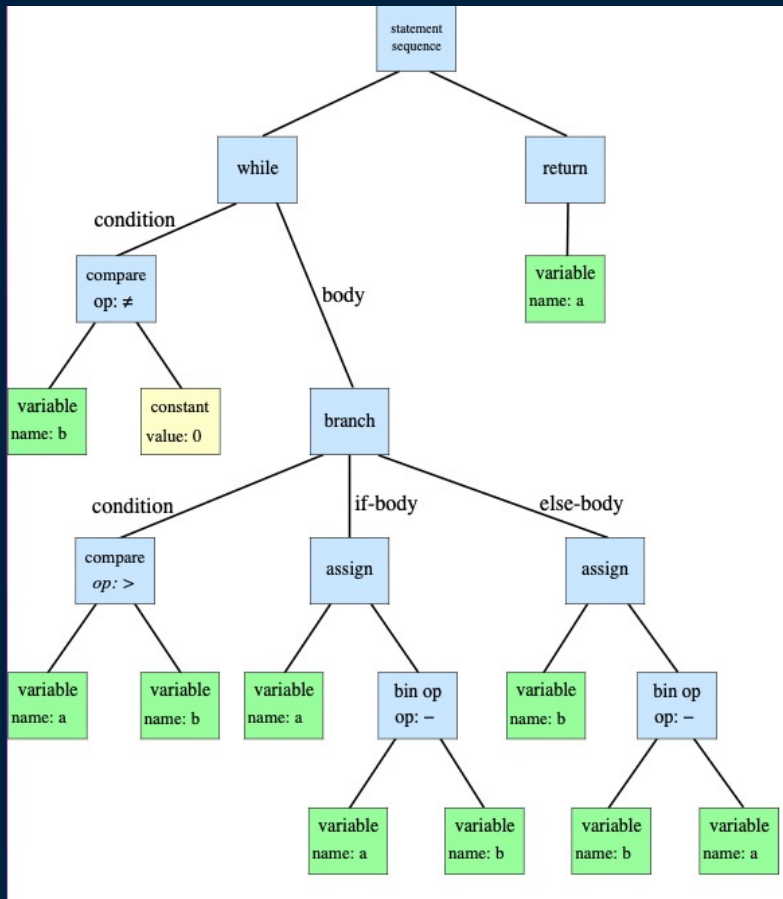 statement
sequence
while
return
condition
compare
op: ≠
body
variable
name: a
variable
name: b
constant
value: 0
branch
condition
if-body
else-body
compare
op: >
assign
assign
variable
name: a
variable
name: b
variable
name: a
bin op
op: −
variable
name: b
bin op
op: −
variable
name: a
variable
name: b
variable
name: b
variable
name: a